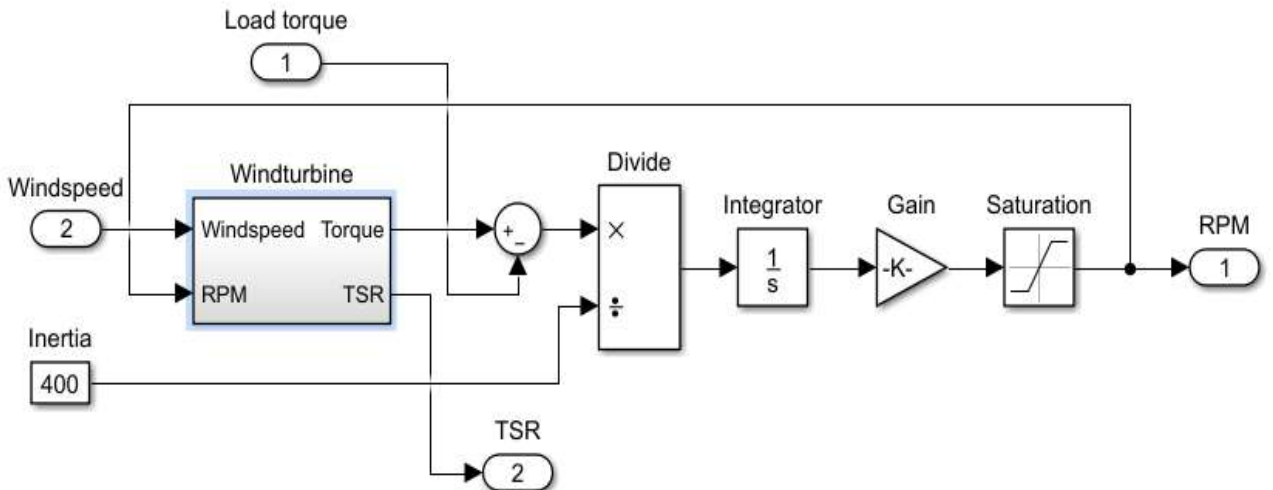 Load torque
1
Windspeed
2
Windturbine
Windspeed Torque
RPM TSR
+
−
Divide
×
÷
Integrator
1
s
Gain
-K-
Saturation
RPM
1
Inertia
400
TSR
2